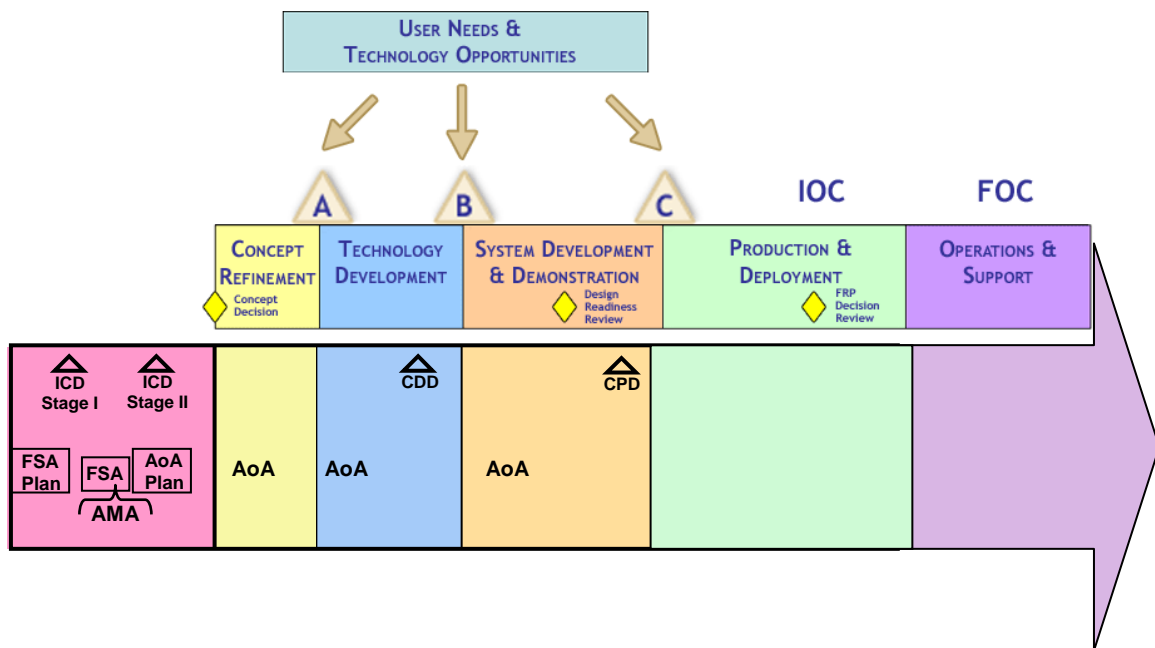 USER NEEDS &
TECHNOLOGY OPPORTUNITIES
A
B
C
IOC
FOC
CONCEPT
REFINEMENT
Concept
Decision
TECHNOLOGY
DEVELOPMENT
SYSTEM DEVELOPMENT
& DEMONSTRATION
Design
Readiness
Review
PRODUCTION &
DEPLOYMENT
FRP
Decision
Review
OPERATIONS &
SUPPORT
ICD
Stage I
ICD
Stage II
CDD
CPD
FSA
Plan
FSA
AoA
Plan
AMA
AoA
AoA
AoA